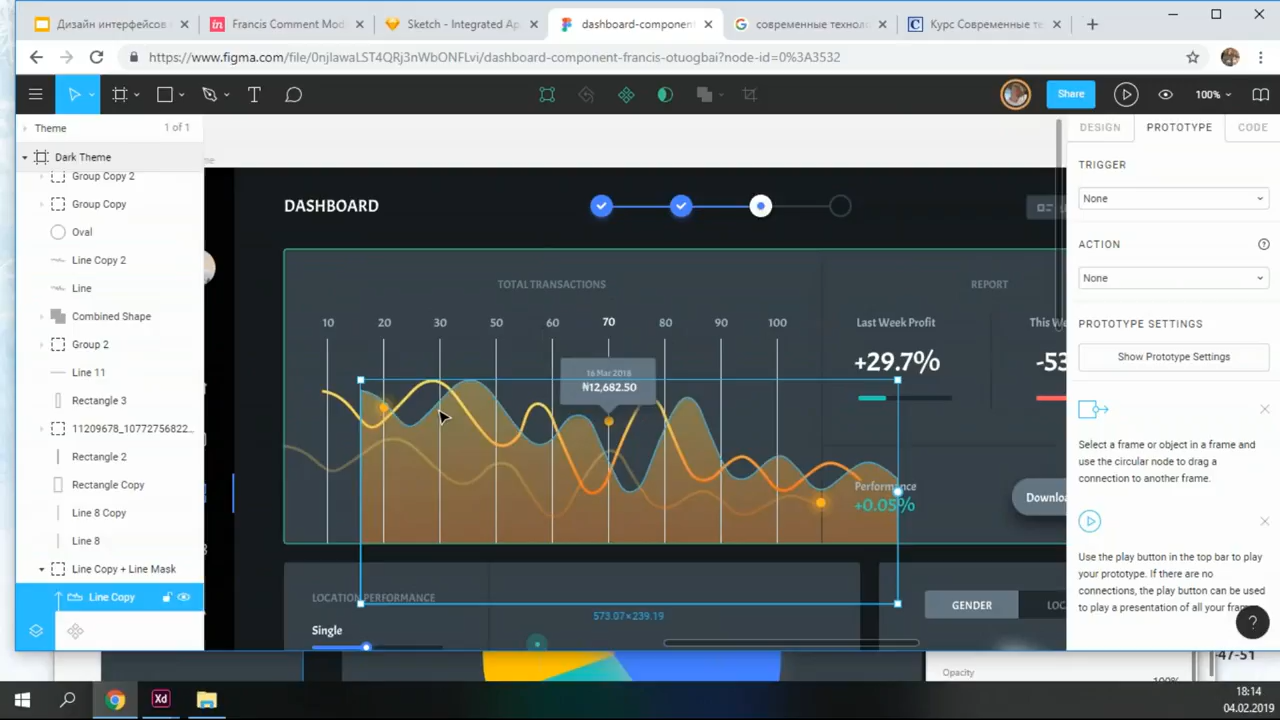 Дизайн интерфейсов в
Francis Comment Mod
Sketch - Integrated Ap
dashboard-component
современные технол
Курс Современные те
https://www.figma.com/file/0njlawaLST4QRj3nWbONFLvi/dashboard-component-francis-otuogbai?node-id=0%3A3532
Share
100%
Theme
1 of 1
Dark Theme
Group Copy 2
Group Copy
Oval
Line Copy 2
Line
Combined Shape
Group 2
Line 11
Rectangle 3
11209678_10772756822...
Rectangle 2
Rectangle Copy
Line 8 Copy
Line 8
Line Copy + Line Mask
Line Copy
DASHBOARD
TOTAL TRANSACTIONS
REPORT
10 20 30 50 60 70 80 90 100
Last Week Profit
This W
+29.7%
-53
16 Mar 2018
₦12,682.50
Performance
+0.05%
Downloa
LOCATION PERFORMANCE
573.07×239.19
Single
GENDER
LOC
DESIGN
PROTOTYPE
CODE
TRIGGER
None
ACTION
None
PROTOTYPE SETTINGS
Show Prototype Settings
Select a frame or object in a frame and
use the circular node to drag a
connection to another frame.
Use the play button in the top bar to play
your prototype. If there are no
connections, the play button can be used
to play a presentation of all your frame
?
-47-51
Opacity
100%
Xd
18:14
04.02.2019